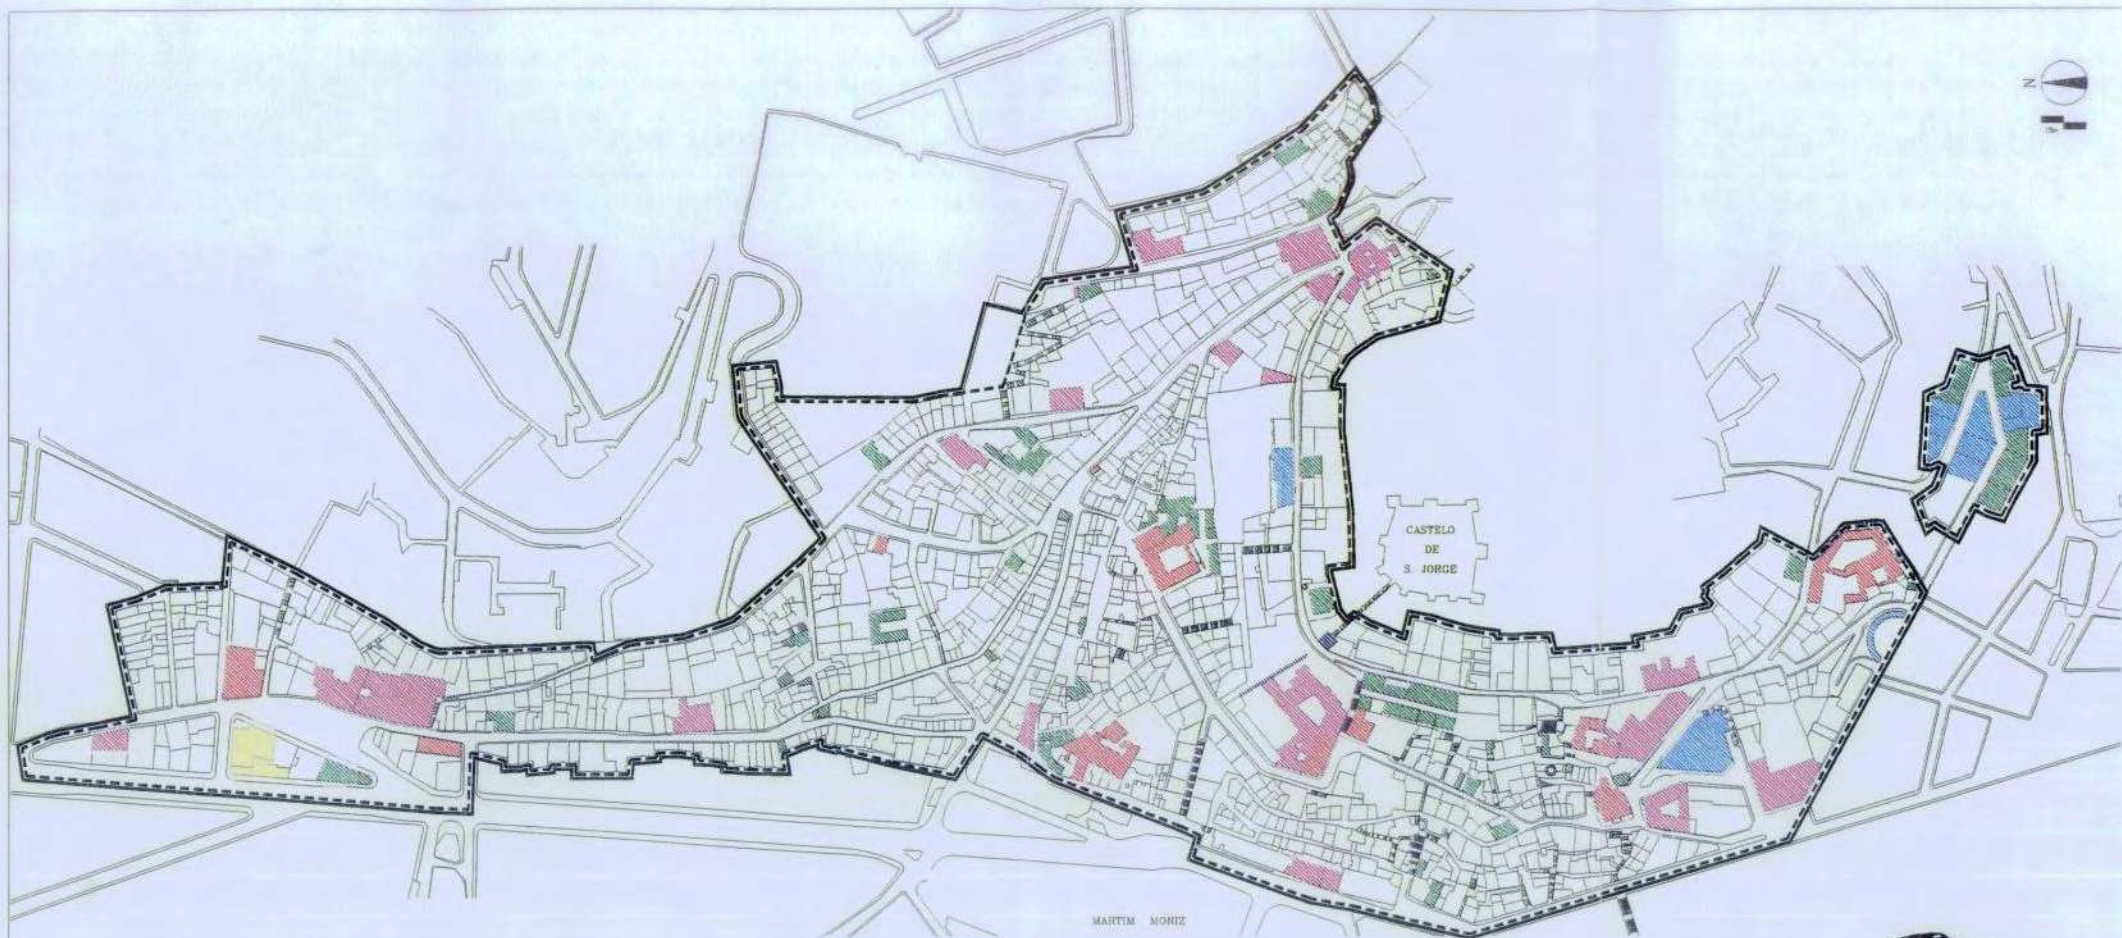 N
CASTELO
DE
S. JORGE
MARTIM MONIZ